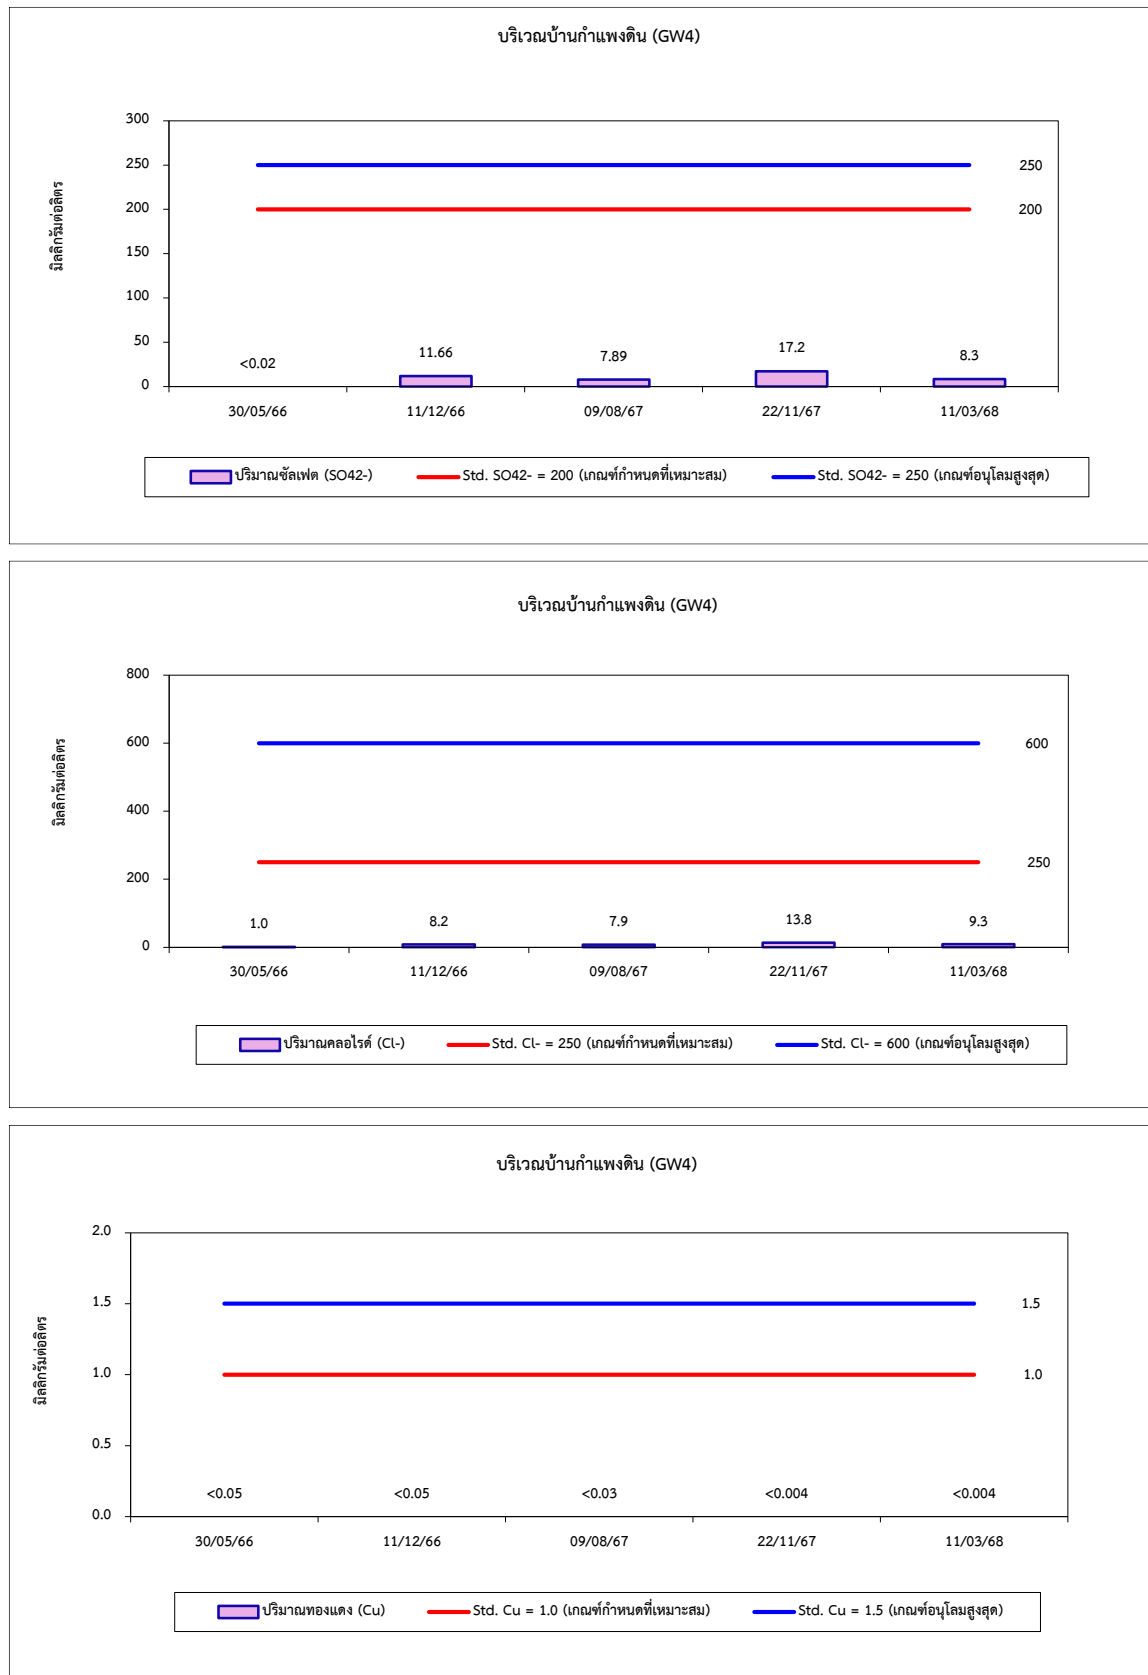 บริเวณบ้านกำแพงดิน (GW4)
มิลลิกรัมต่อลิตร
300
250
200
150
100
50
0
250
200
<0.02 11.66 7.89 17.2 8.3
30/05/66 11/12/66 09/08/67 22/11/67 11/03/68
ปริมาณซัลเฟต (SO42-) Std. SO42- = 200 (เกณฑ์กำหนดที่เหมาะสม) Std. SO42- = 250 (เกณฑ์อนุโลมสูงสุด)
บริเวณบ้านกำแพงดิน (GW4)
มิลลิกรัมต่อลิตร
800
600
400
200
0
600
250
1.0 8.2 7.9 13.8 9.3
30/05/66 11/12/66 09/08/67 22/11/67 11/03/68
ปริมาณคลอไรด์ (Cl-) Std. Cl- = 250 (เกณฑ์กำหนดที่เหมาะสม) Std. Cl- = 600 (เกณฑ์อนุโลมสูงสุด)
บริเวณบ้านกำแพงดิน (GW4)
มิลลิกรัมต่อลิตร
2.0
1.5
1.0
0.5
0.0
1.5
1.0
<0.05 <0.05 <0.03 <0.004 <0.004
30/05/66 11/12/66 09/08/67 22/11/67 11/03/68
ปริมาณทองแดง (Cu) Std. Cu = 1.0 (เกณฑ์กำหนดที่เหมาะสม) Std. Cu = 1.5 (เกณฑ์อนุโลมสูงสุด)